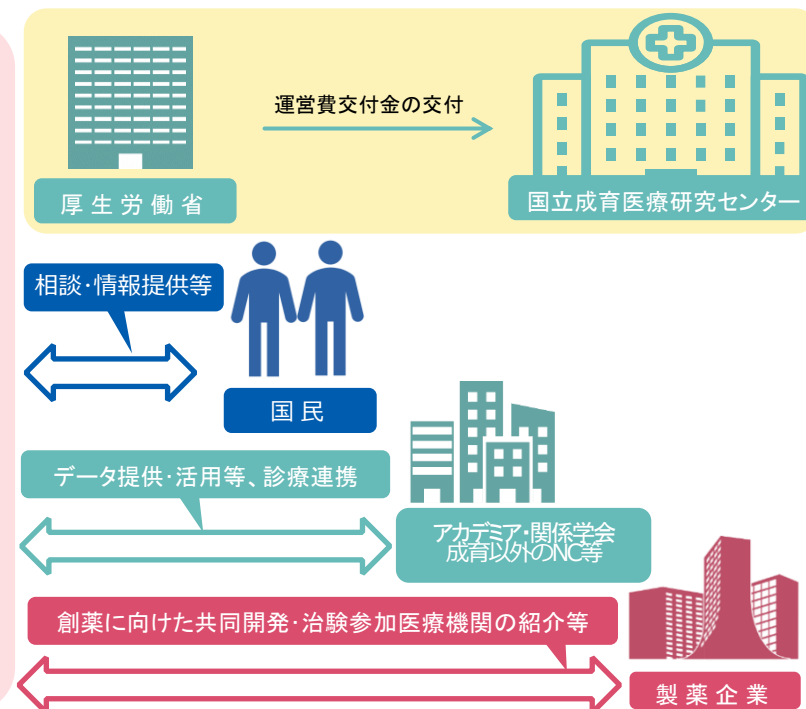 運営費交付金の交付
厚生労働省
国立成育医療研究センター
相談・情報提供等
国民
データ提供・活用等、診療連携
アカデミア・関係学会
成育以外のNC等
創薬に向けた共同開発・治験参加医療機関の紹介等
製薬企業